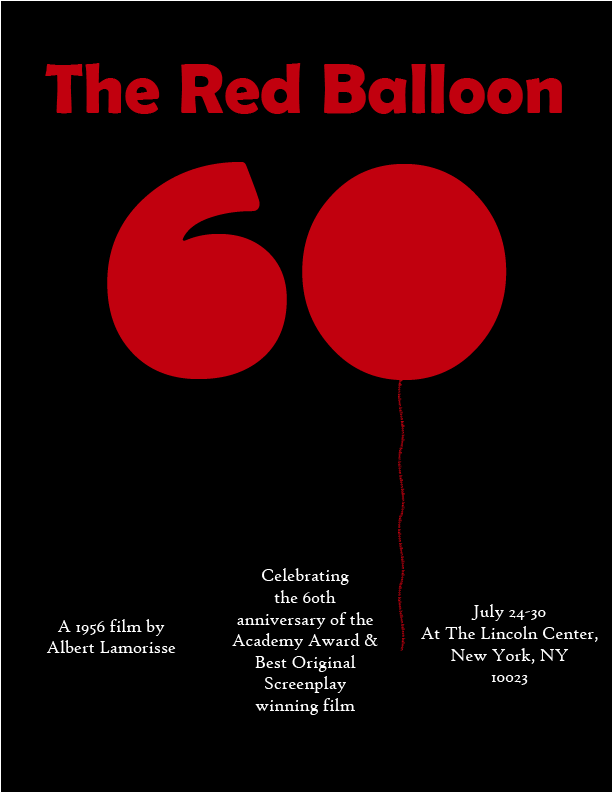 The Red Balloon
60
A 1956 film by
Albert Lamorisse
Celebrating
the 60th
anniversary of the
Academy Award &
Best Original
Screenplay
winning film
July 24-30
At The Lincoln Center,
New York, NY
10023